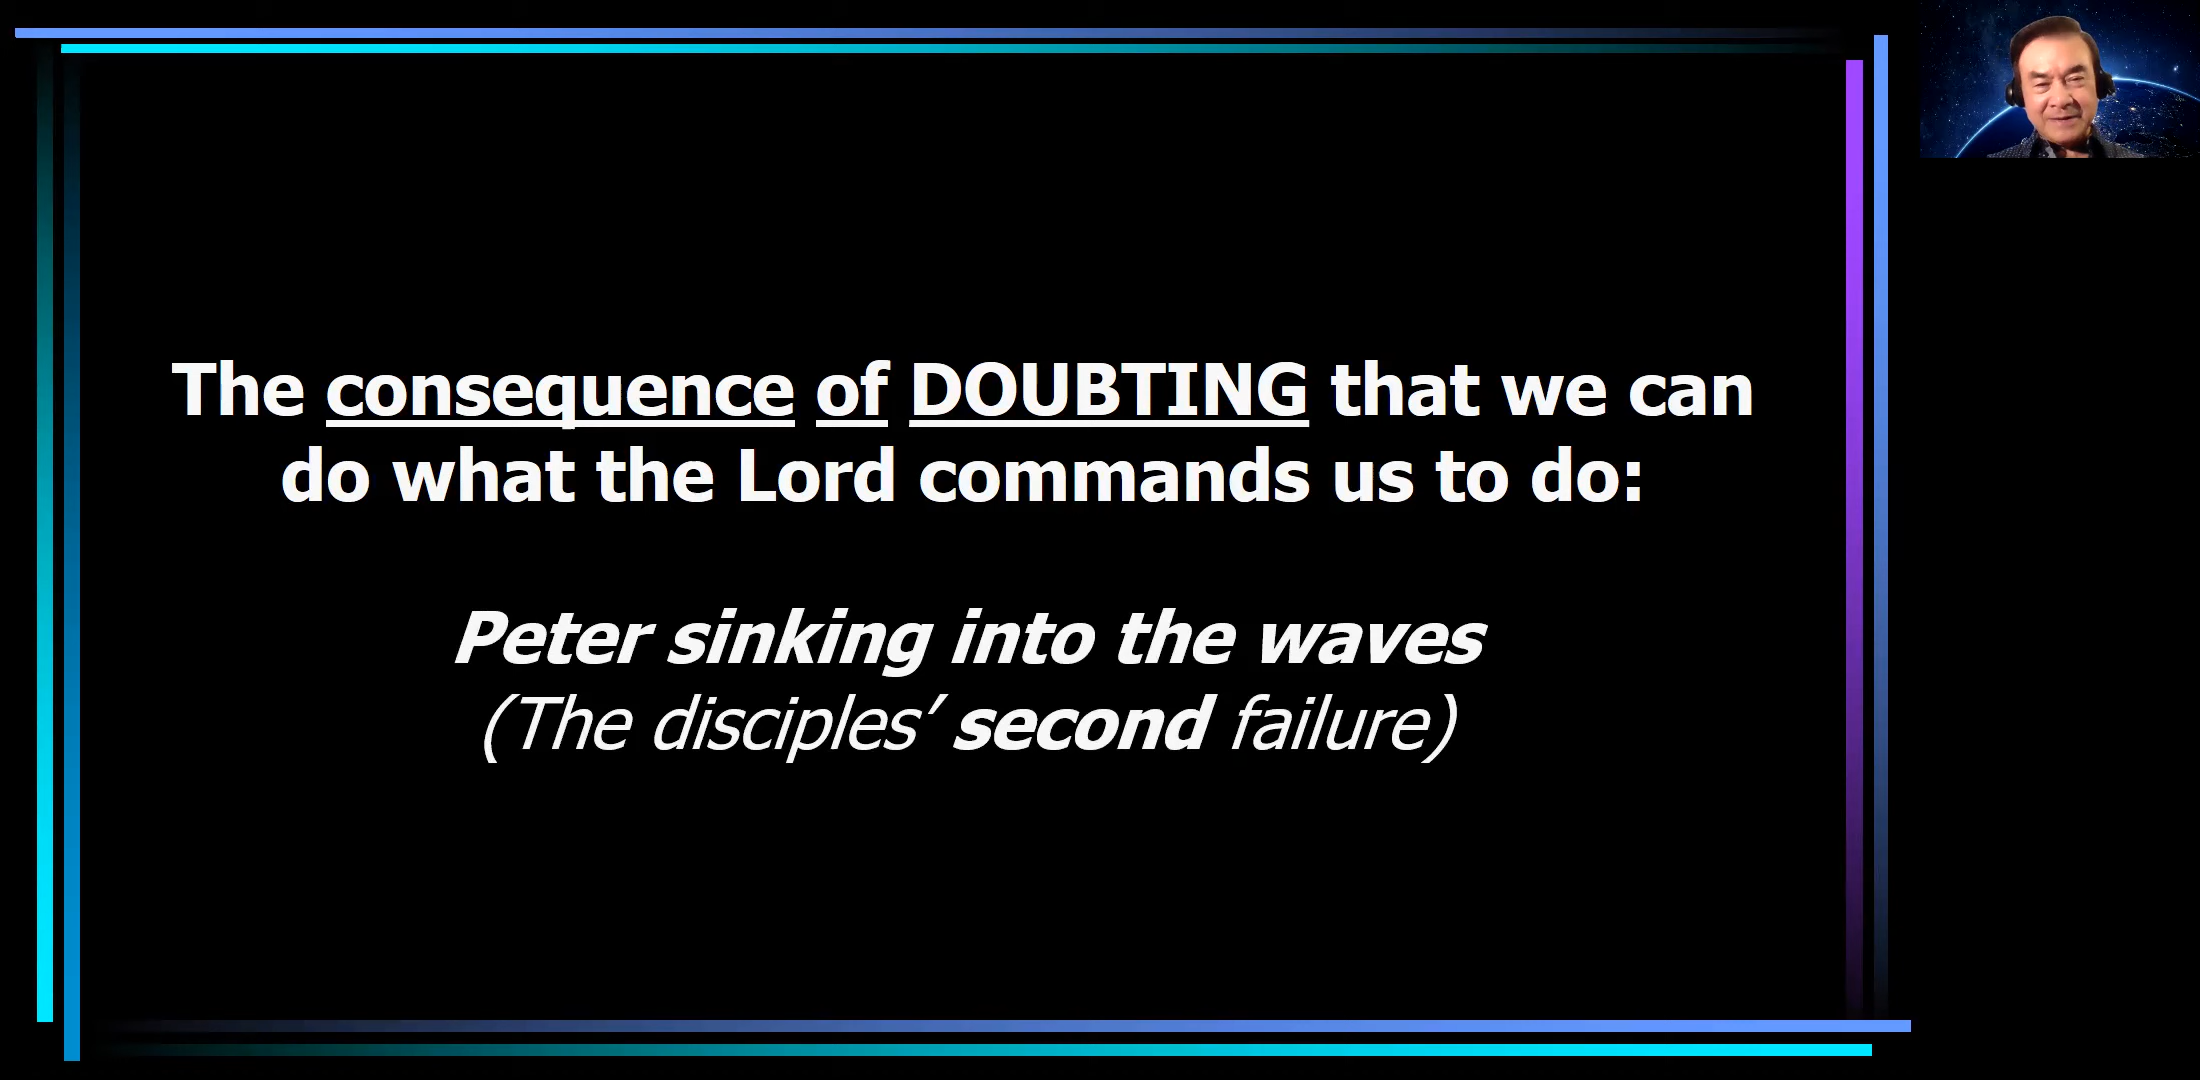 The consequence of DOUBTING that we can
do what the Lord commands us to do:
Peter sinking into the waves
(The disciples’ second failure)